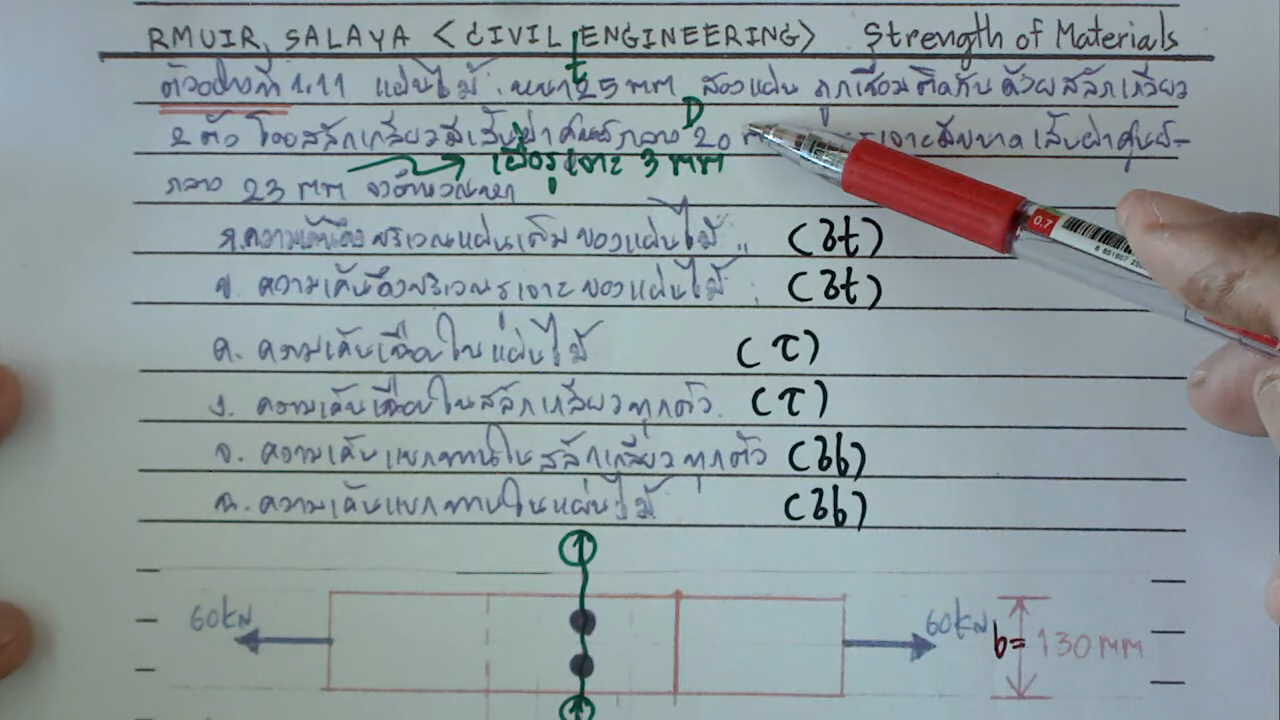 RMUIR, SALAYA <CIVIL ENGINEERING> Strength of Materials
t
ตัวอย่างที่ 1.11 แผ่นไม้ หนา 25 mm สองแผ่น ถูกเชื่อมติดกัน ด้วยสลักเกลียว
D
2 ตัว โดยสลักเกลียวมีเส้นผ่าศูนย์กลาง 20 รูเจาะมีขนาดเส้นผ่าศูนย์-
เผื่อรูเจาะ 3 mm
กลาง 23 mm จงคำนวณหา
ก. ความเค้นดึง บริเวณแผ่นเต็ม ของแผ่นไม้ (σt)
ข. ความเค้นดึงบริเวณรูเจาะของแผ่นไม้ (σt)
ค. ความเค้นเฉือนในแผ่นไม้ (τ)
ง. ความเค้นเฉือนในสลักเกลียวทุกตัว (τ)
จ. ความเค้นแบกทานในสลักเกลียวทุกตัว (σb)
ฉ. ความเค้นแบกทานในแผ่นไม้ (σb)
60kN 60kN b= 130 mm
0.7